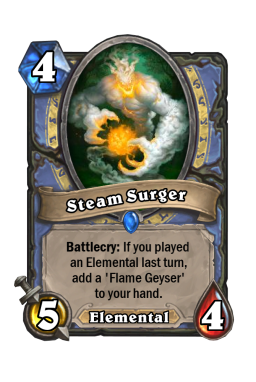 4
Steam Surger
Battlecry: If you played
an Elemental last turn,
add a 'Flame Geyser'
to your hand.
5
Elemental
4